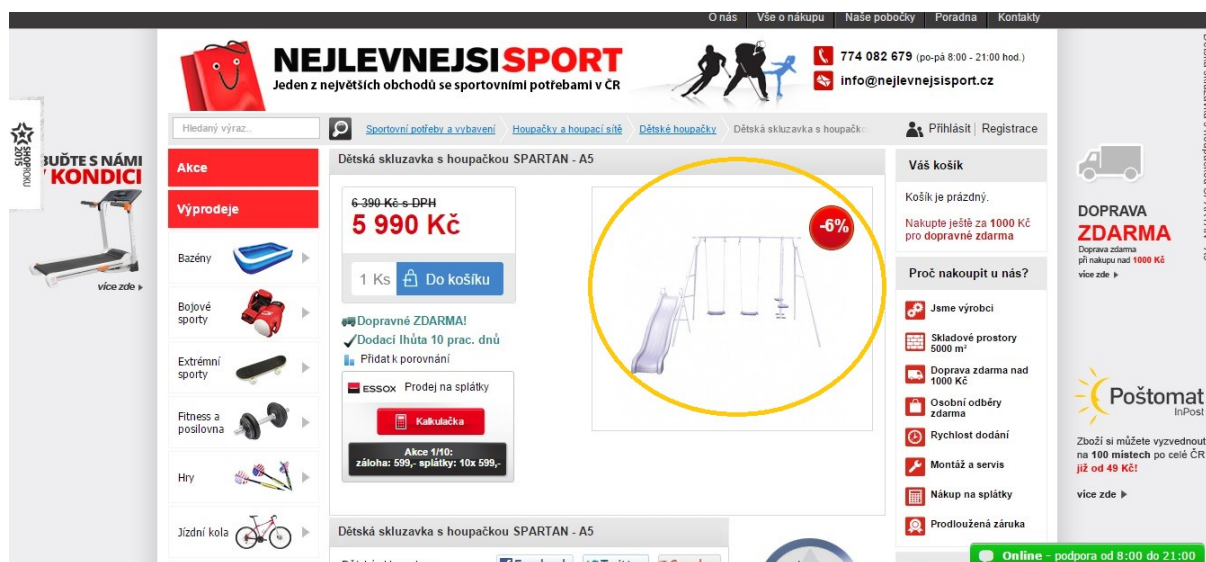 O nás Vše o nákupu Naše pobočky Poradna Kontakty
NEJLEVNEJSISPORT
Jeden z největších obchodů se sportovními potřebami v ČR
774 082 679 (po-pá 8:00 - 21:00 hod.)
info@nejlevnejsisport.cz
Hledaný výraz..
Sportovní potřeby a vybavení Houpačky a houpací sítě Dětské houpačky Dětská skluzavka s houpačko
Přihlásit | Registrace
SHOP ROKU 2015
BUĎTE S NÁMI
V KONDICI
více zde
Akce
Výprodeje
Bazény
Bojové
sporty
Extrémní
sporty
Fitness a
posilovna
Hry
Jízdní kola
Dětská skluzavka s houpačkou SPARTAN - A5
6 390 Kč s DPH
5 990 Kč
1 Ks Do košíku
Dopravné ZDARMA!
Dodací lhůta 10 prac. dnů
Přidat k porovnání
ESSOX Prodej na splátky
Kalkulačka
Akce 1/10:
záloha: 599,- splátky: 10x 599,-
-6%
Dětská skluzavka s houpačkou SPARTAN - A5
Váš košík
Košík je prázdný.
Nakupte ještě za 1000 Kč
pro dopravné zdarma
Proč nakoupit u nás?
Jsme výrobci
Skladové prostory
5000 m²
Doprava zdarma nad
1000 Kč
Osobní odběry
zdarma
Rychlost dodání
Montáž a servis
Nákup na splátky
Prodloužená záruka
DOPRAVA
ZDARMA
Doprava zdarma
při nákupu nad 1000 Kč
více zde
Poštomat
InPost
Zboží si můžete vyzvednout
na 100 místech po celé ČR
již od 49 Kč!
více zde
Online – podpora od 8:00 do 21:00